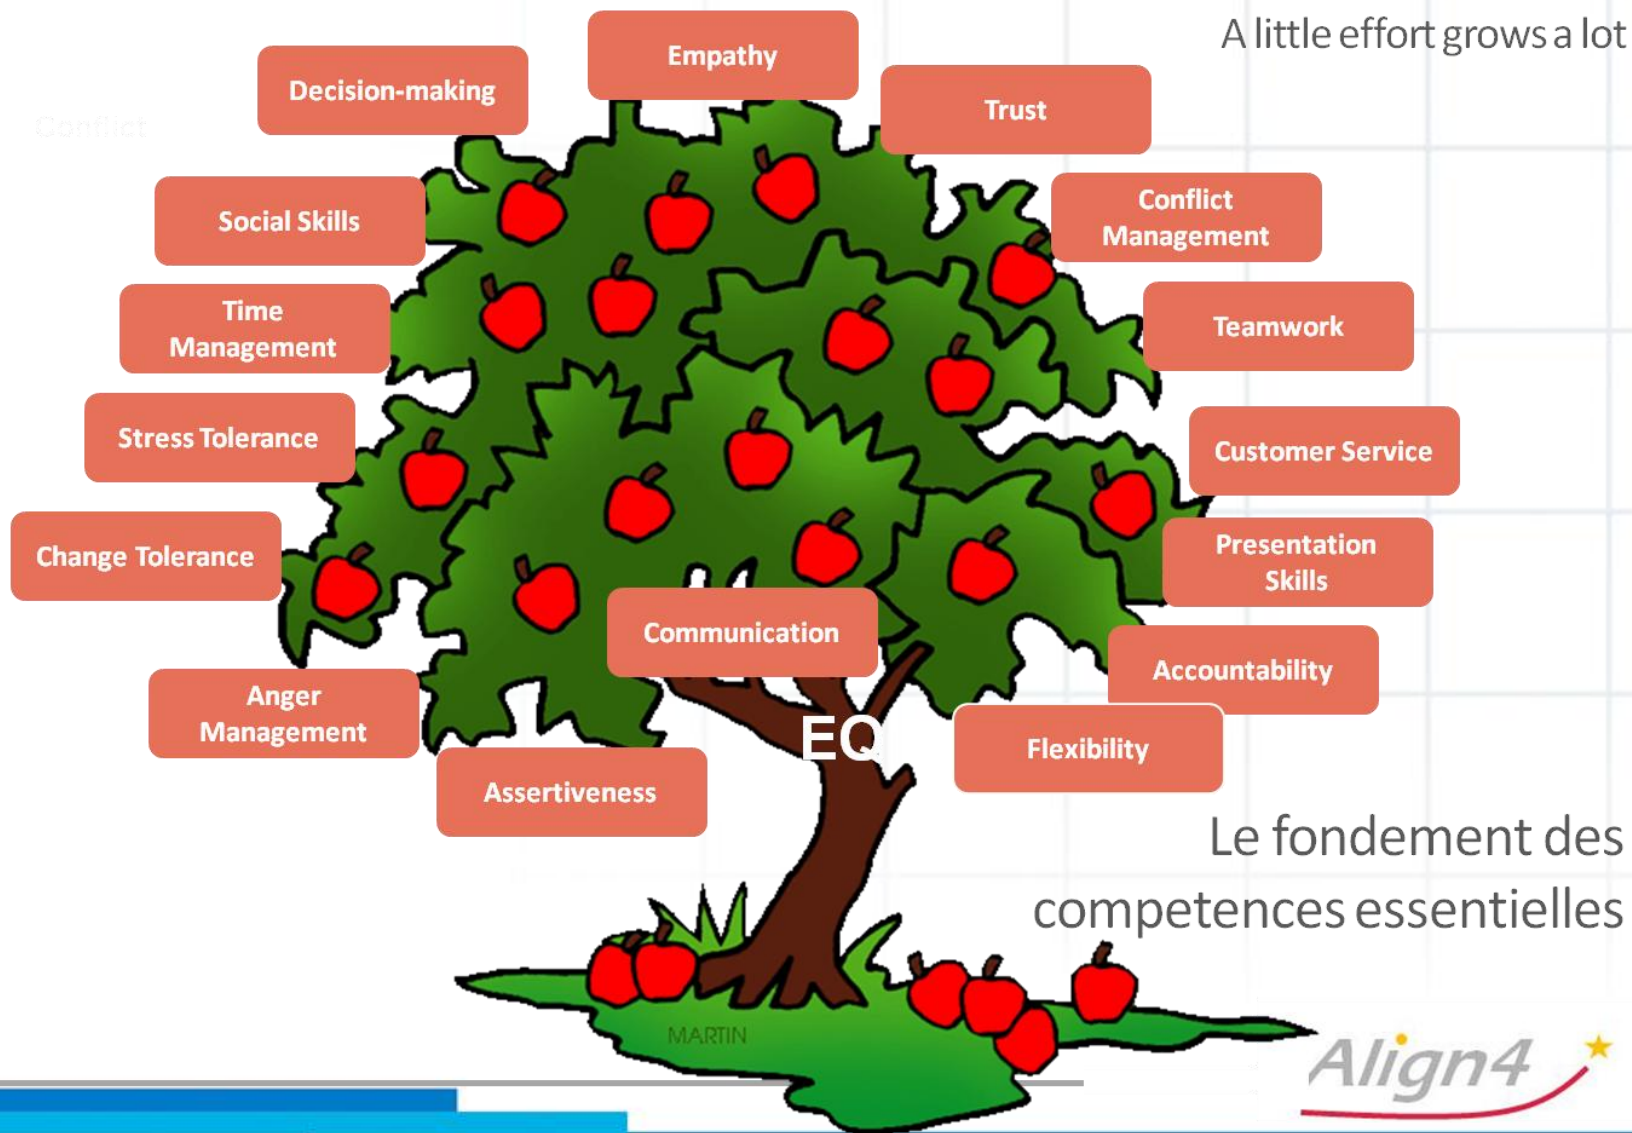 A little effort grows a lot
Empathy
Decision-making
Trust
Conflict
Social Skills
Conflict
Management
Time
Management
Teamwork
Stress Tolerance
Customer Service
Change Tolerance
Presentation
Skills
Communication
Accountability
Anger
Management
EQ
Flexibility
Assertiveness
Le fondement des
competences essentielles
MARTIN
Align4